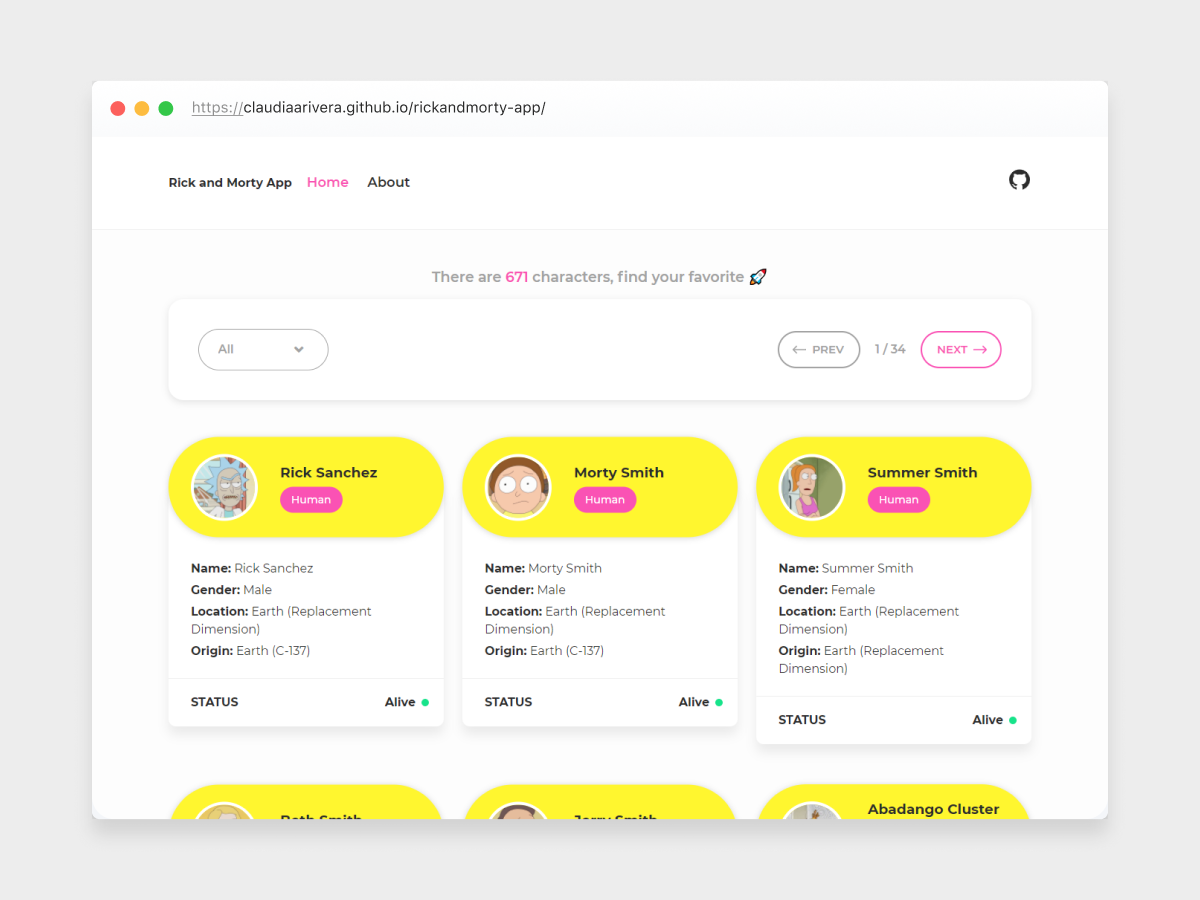 https://claudiaarivera.github.io/rickandmorty-app/
Rick and Morty App Home About
There are 671 characters, find your favorite 🚀
All
← PREV 1 / 34 NEXT →
Rick Sanchez
Human
Name: Rick Sanchez
Gender: Male
Location: Earth (Replacement
Dimension)
Origin: Earth (C-137)
STATUS Alive
Morty Smith
Human
Name: Morty Smith
Gender: Male
Location: Earth (Replacement
Dimension)
Origin: Earth (C-137)
STATUS Alive
Summer Smith
Human
Name: Summer Smith
Gender: Female
Location: Earth (Replacement
Dimension)
Origin: Earth (Replacement
Dimension)
STATUS Alive
Beth Smith
Jerry Smith
Abadango Cluster